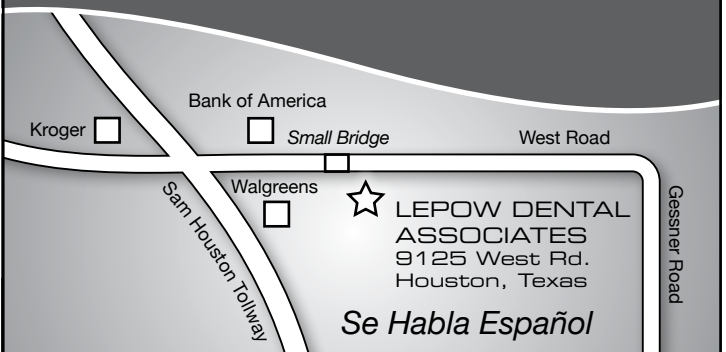 Bank of America
Kroger
Small Bridge
West Road
Walgreens
Sam Houston Tollway
Gessner Road
LEPOW DENTAL
ASSOCIATES
9125 West Rd.
Houston, Texas
Se Habla Español